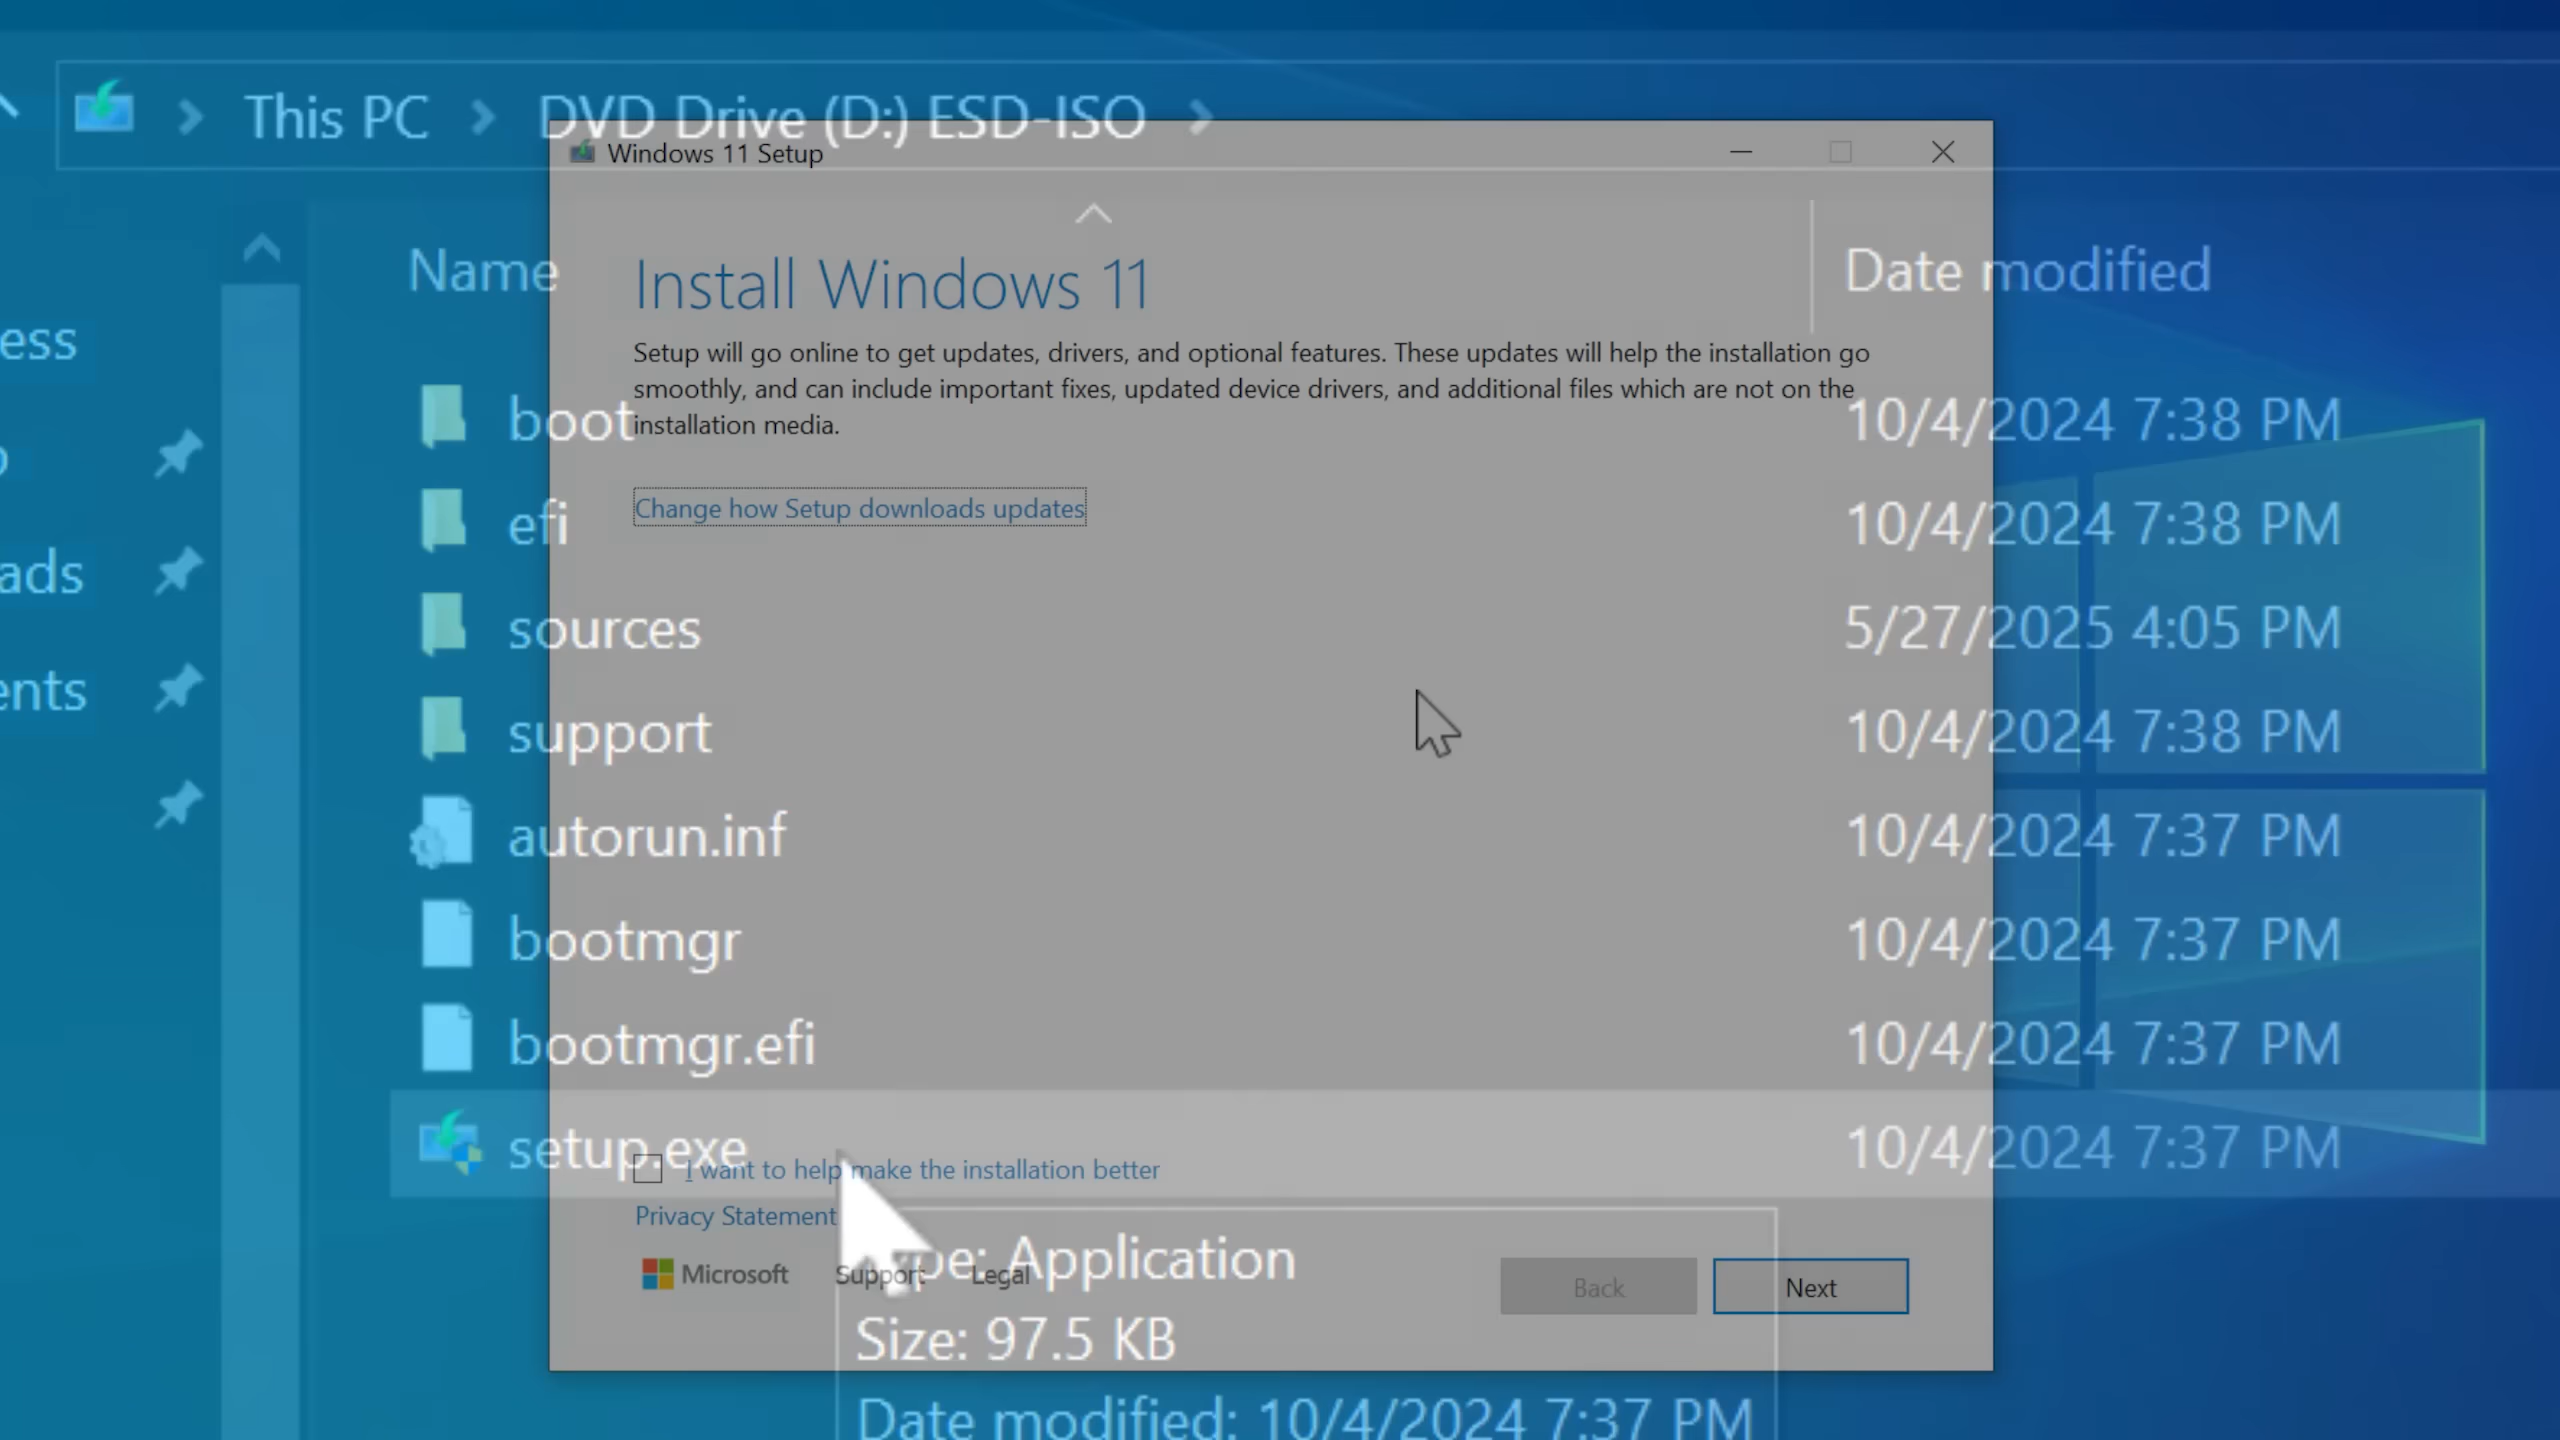 This PC
DVD Drive (D:) ESD-ISO
Windows 11 Setup
Name
Date modified
Install Windows 11
Setup will go online to get updates, drivers, and optional features. These updates will help the installation go
smoothly, and can include important fixes, updated device drivers, and additional files which are not on the
installation media.
Change how Setup downloads updates
ess
ads
ents
boot 10/4/2024 7:38 PM
efi 10/4/2024 7:38 PM
sources 5/27/2025 4:05 PM
support 10/4/2024 7:38 PM
autorun.inf 10/4/2024 7:37 PM
bootmgr 10/4/2024 7:37 PM
bootmgr.efi 10/4/2024 7:37 PM
setup.exe 10/4/2024 7:37 PM
I want to help make the installation better
Privacy Statement
Microsoft Support Legal
Back
Next
pe: Application
Size: 97.5 KB
Date modified: 10/4/2024 7:37 PM